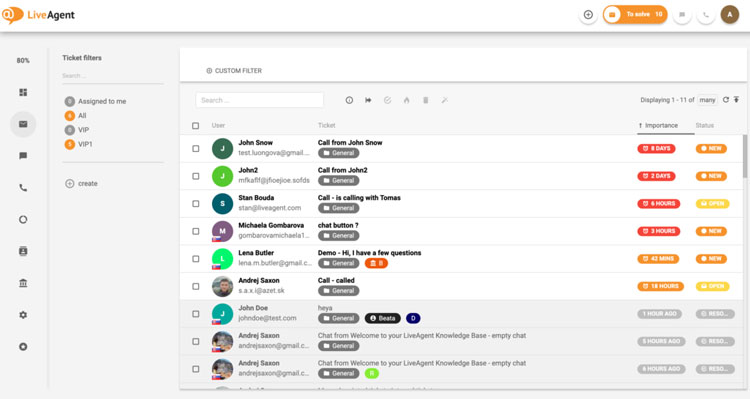 LiveAgent
To solve 10
A
80%
Ticket filters
Search ...
0 Assigned to me
All
0 VIP
VIP1
create
CUSTOM FILTER
Search ...
Displaying 1 - 11 of many
User Ticket Importance Status
J John Snow Call from John Snow 8 DAYS NEW
test.luongova@gmail.... General
J John2 Call from John2 2 DAYS NEW
mfkaflf@jfioejioe.sofds General
S Stan Bouda Call - is calling with Tomas 6 HOURS OPEN
stan@liveagent.com General
M Michaela Gombarova chat button ? 3 HOURS NEW
gombarovamichaela1... General
L Lena Butler Demo - Hi, I have a few questions 42 MINS NEW
lena.m.butler@gmail.c... General B
Andrej Saxon Call - called 18 HOURS OPEN
s.a.x.i@azet.sk General
J John Doe heya 1 HOUR AGO RESO...
johndoe@test.com General Beata D
Andrej Saxon Chat from Welcome to your LiveAgent Knowledge Base - empty chat 5 HOURS AGO RESO...
andrejsaxon@gmail.c... General
Andrej Saxon Chat from Welcome to your LiveAgent Knowledge Base - empty chat 6 HOURS AGO RESO...
andrejsaxon@gmail.c... General R